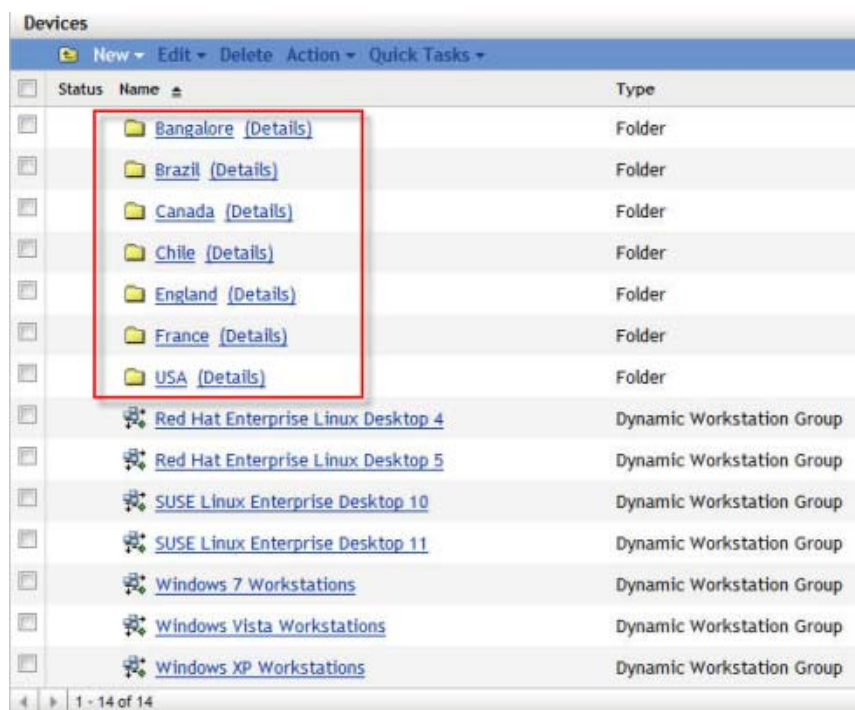 Devices
New Edit Delete Action Quick Tasks
Status Name Type
Bangalore (Details) Folder
Brazil (Details) Folder
Canada (Details) Folder
Chile (Details) Folder
England (Details) Folder
France (Details) Folder
USA (Details) Folder
Red Hat Enterprise Linux Desktop 4 Dynamic Workstation Group
Red Hat Enterprise Linux Desktop 5 Dynamic Workstation Group
SUSE Linux Enterprise Desktop 10 Dynamic Workstation Group
SUSE Linux Enterprise Desktop 11 Dynamic Workstation Group
Windows 7 Workstations Dynamic Workstation Group
Windows Vista Workstations Dynamic Workstation Group
Windows XP Workstations Dynamic Workstation Group
1 - 14 of 14